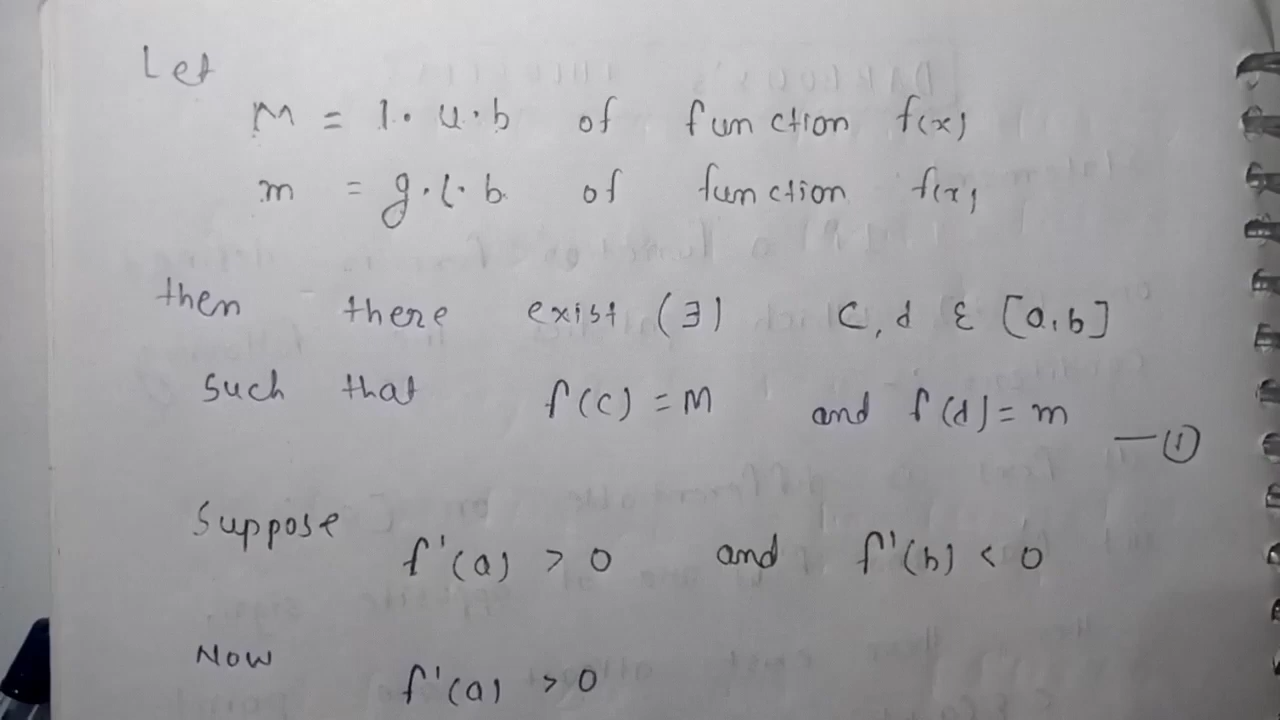 Let
M = l.u.b of function f(x)
m = g.l.b. of function f(x)
then there exist (∃) c, d ε [a,b]
such that f(c) = M and f(d) = m —①
Suppose
f'(a) > 0 and f'(b) < 0
Now
f'(a) > 0